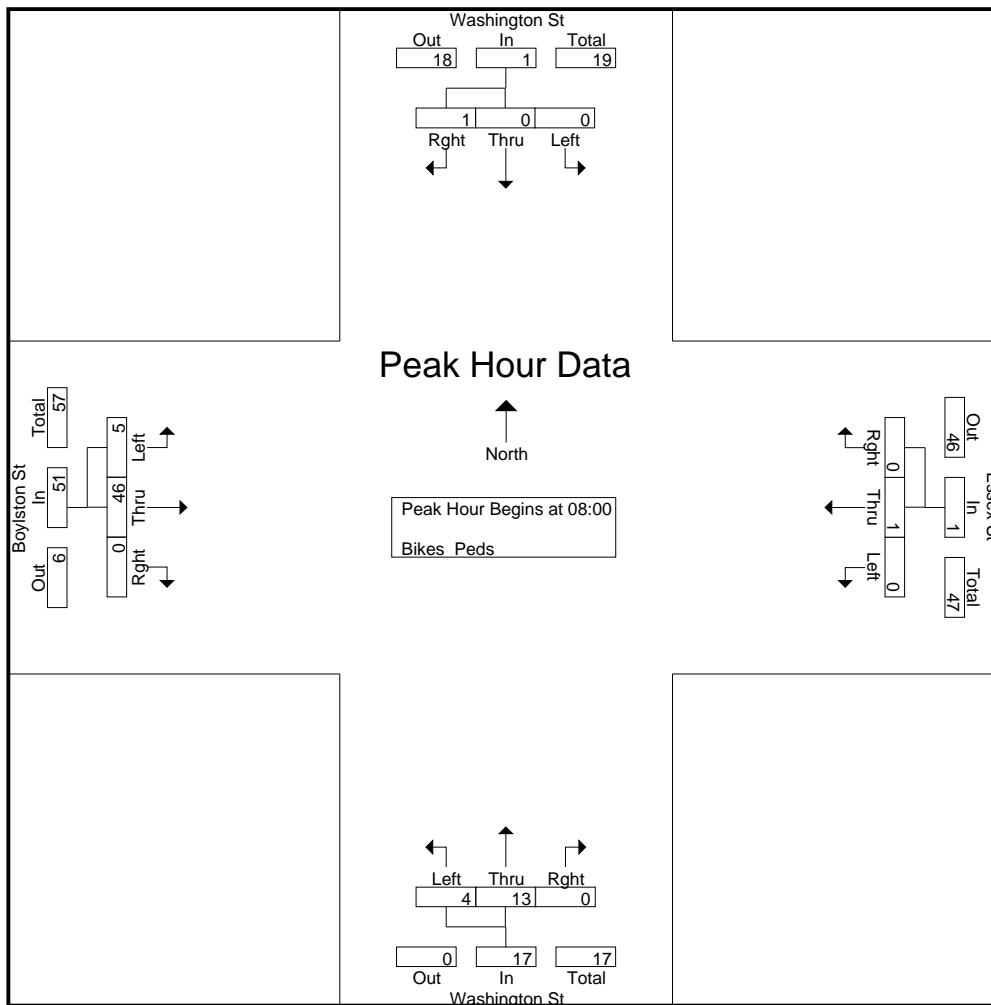 Washington St
Out In Total
18 1 19
1 0 0
Rght Thru Left
Peak Hour Data
North
Peak Hour Begins at 08:00
Bikes Peds
Boylston St
Out In Total
6 51 57
0 46 5
Rght Thru Left
Essex St
Out In Total
46 1 47
0 1 0
Rght Thru Left
Left Thru Rght
4 13 0
0 17 17
Out In Total
Washington St